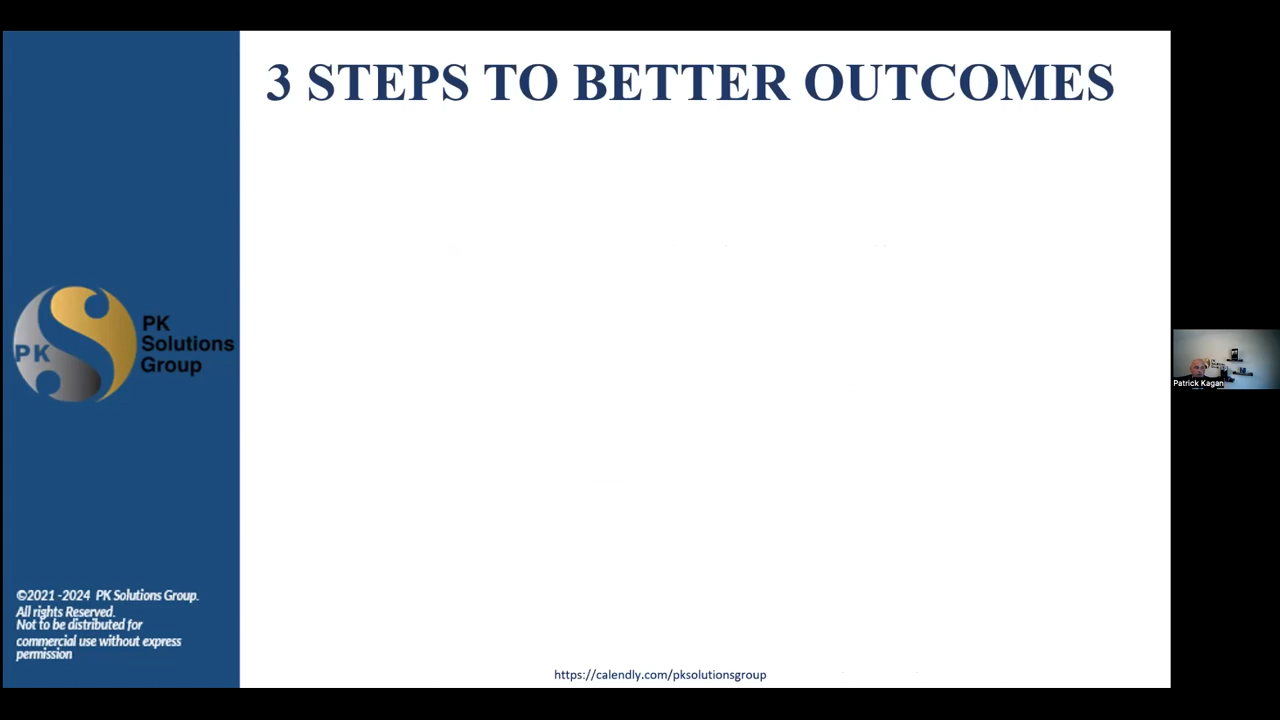 3 STEPS TO BETTER OUTCOMES
PK
PK
Solutions
Group
©2021 -2024 PK Solutions Group.
All rights Reserved.
Not to be distributed for
commercial use without express
permission
https://calendly.com/pksolutionsgroup
Patrick Kagan